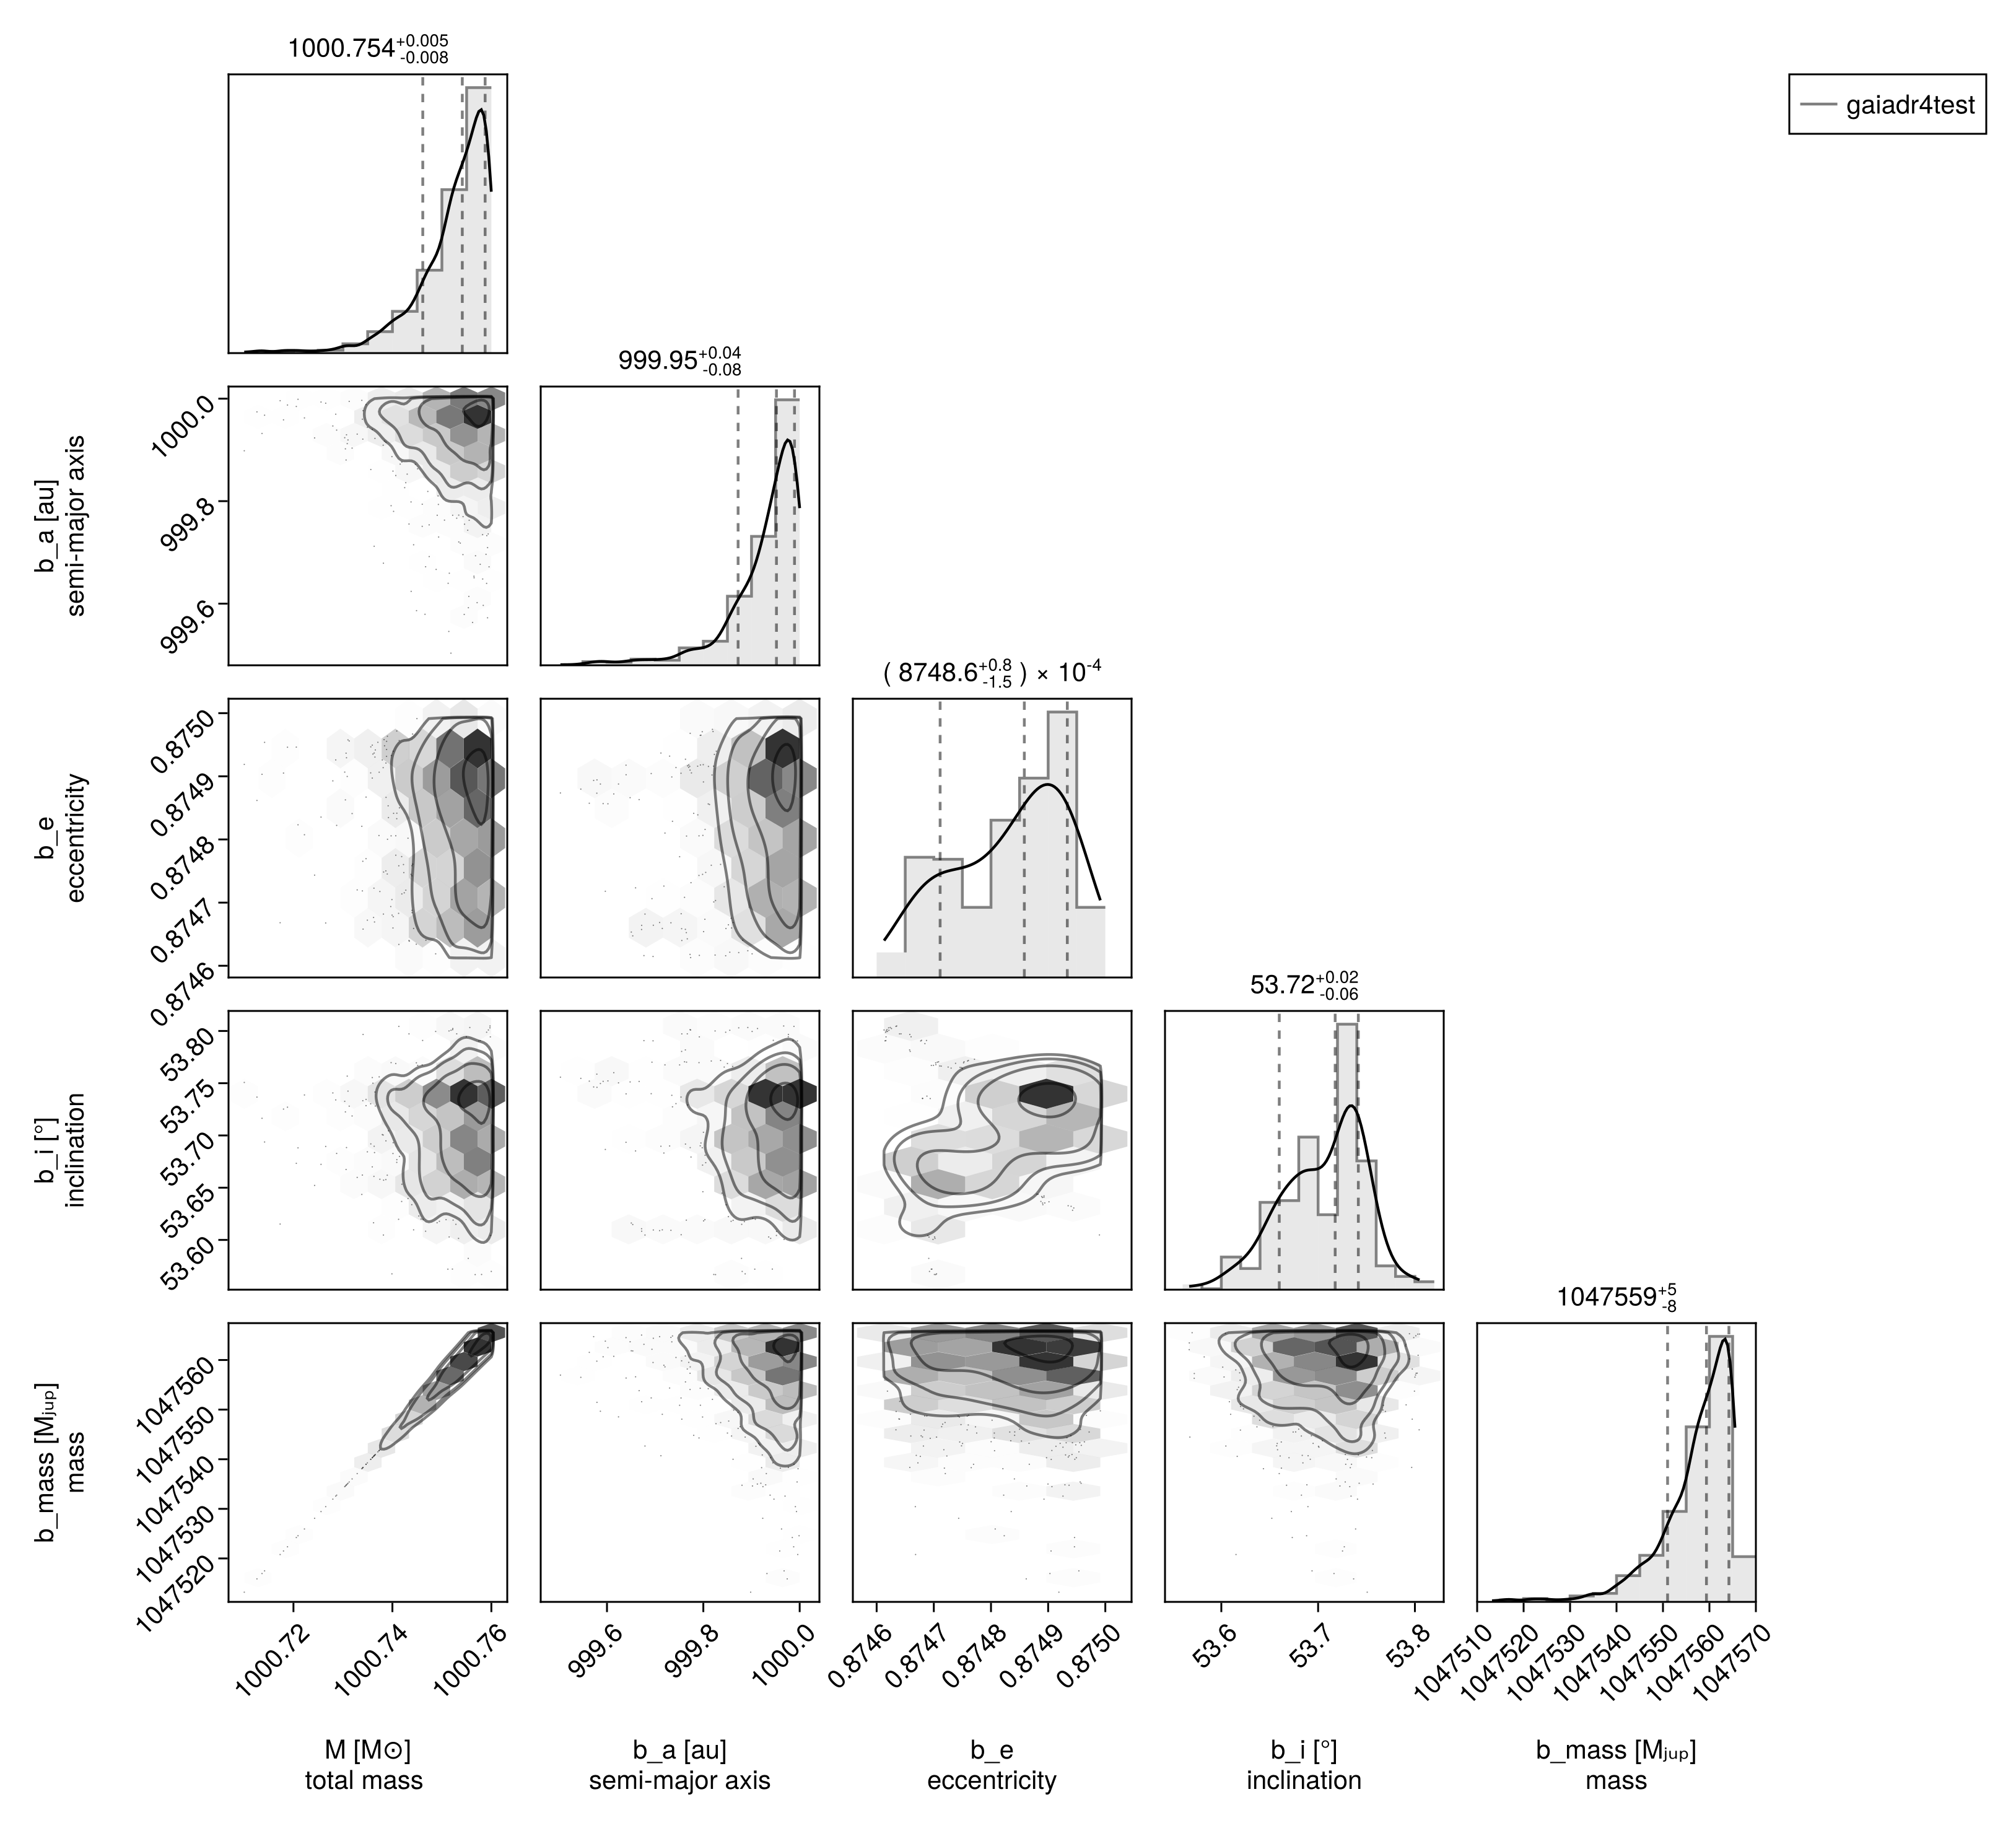 1000.754+0.005-0.008
gaiadr4test
999.95+0.04-0.08
1000.0
999.8
999.6
b_a [au]
semi-major axis
( 8748.6+0.8-1.5 ) × 10-4
0.8750
0.8749
0.8748
0.8747
0.8746
b_e
eccentricity
53.72+0.02-0.06
53.80
53.75
53.70
53.65
53.60
b_i [°]
inclination
1047559+5-8
1047560
1047550
1047540
1047530
1047520
b_mass [Mⱼᵤₚ]
mass
1000.72 1000.74 1000.76 999.6 999.8 1000.0 0.8746 0.8747 0.8748 0.8749 0.8750 53.6 53.7 53.8 1047510 1047520 1047530 1047540 1047550 1047560 1047570
M [M⊙] b_a [au] b_e b_i [°] b_mass [Mⱼᵤₚ]
total mass semi-major axis eccentricity inclination mass